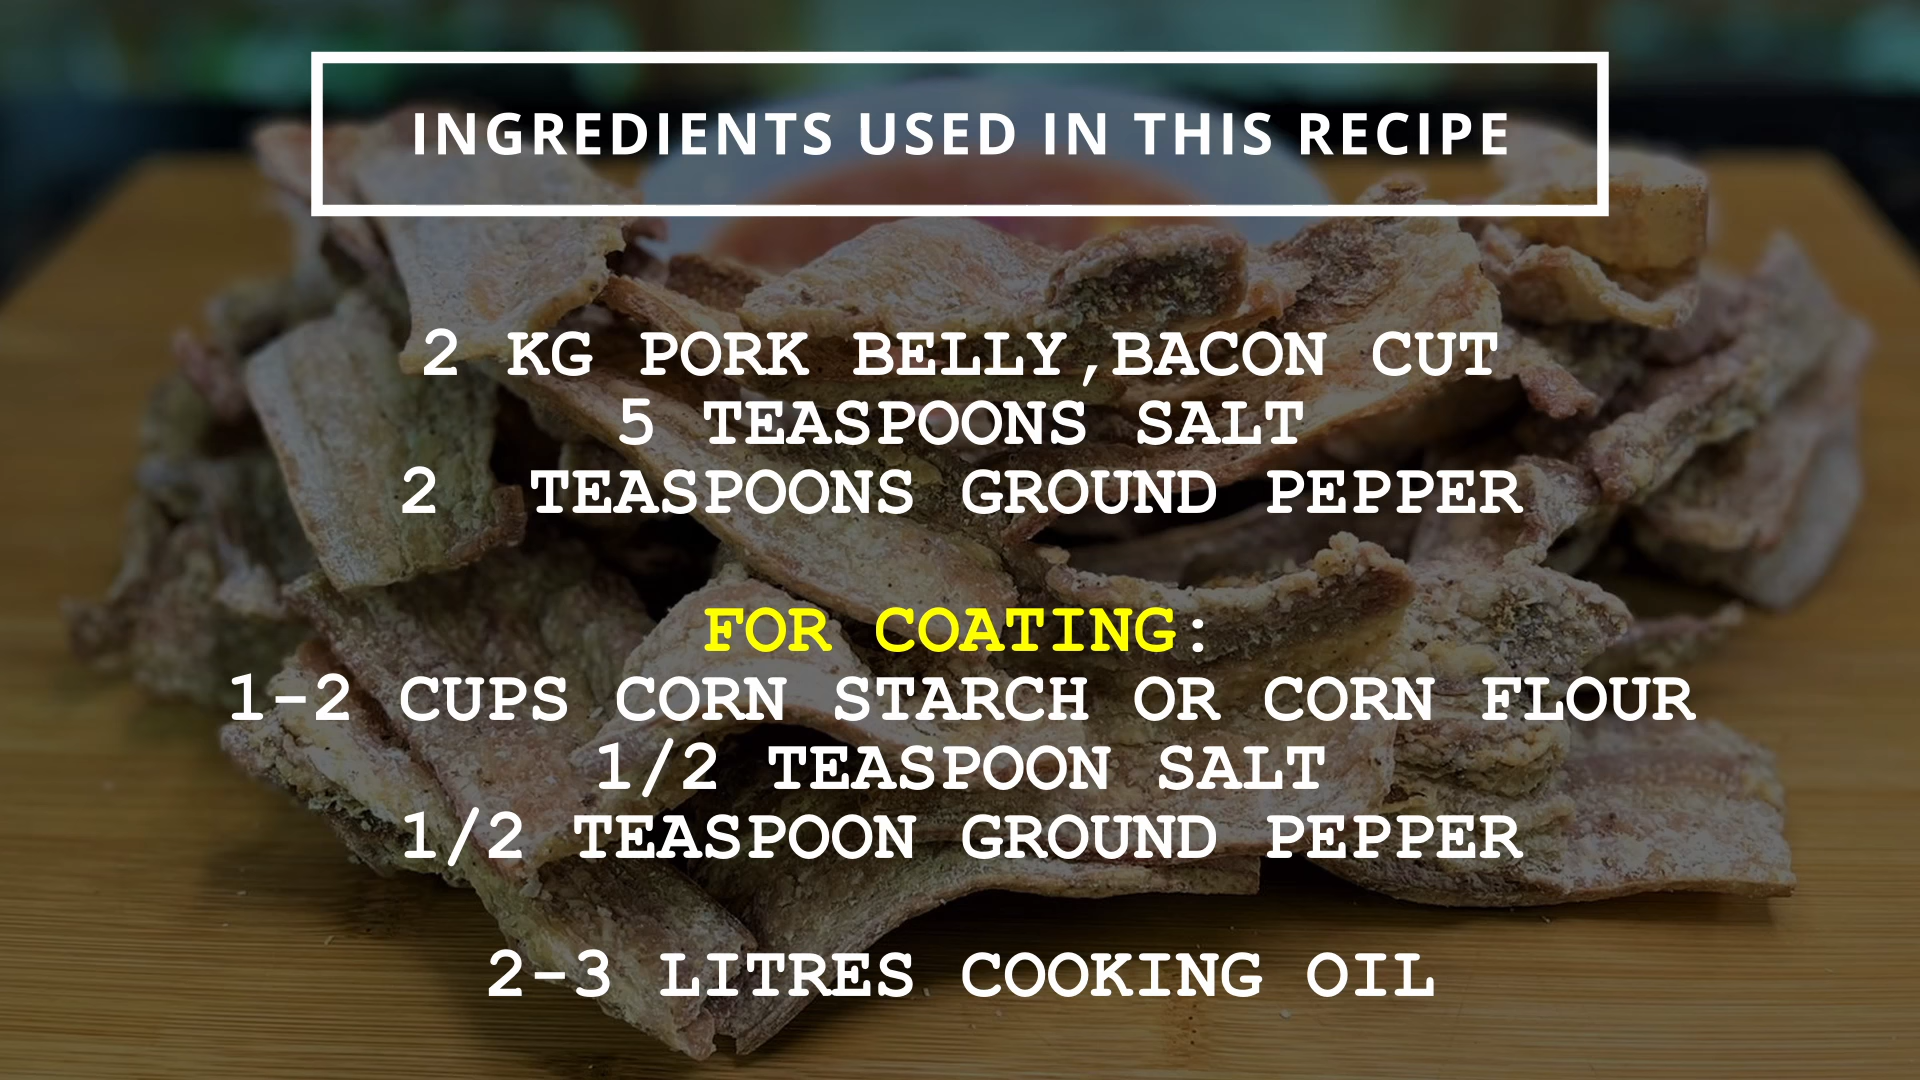 INGREDIENTS USED IN THIS RECIPE
2 KG PORK BELLY,BACON CUT
5 TEASPOONS SALT
2 TEASPOONS GROUND PEPPER
FOR COATING:
1-2 CUPS CORN STARCH OR CORN FLOUR
1/2 TEASPOON SALT
1/2 TEASPOON GROUND PEPPER
2-3 LITRES COOKING OIL